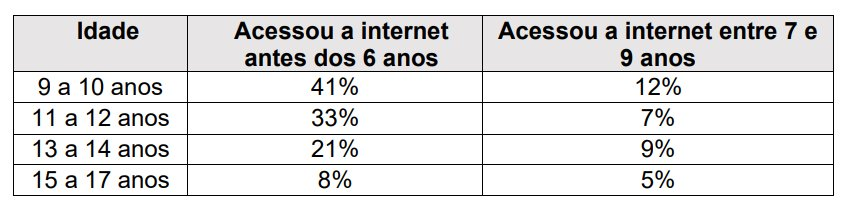 Idade Acessou a internet antes dos 6 anos Acessou a internet entre 7 e 9 anos
9 a 10 anos 41% 12%
11 a 12 anos 33% 7%
13 a 14 anos 21% 9%
15 a 17 anos 8% 5%